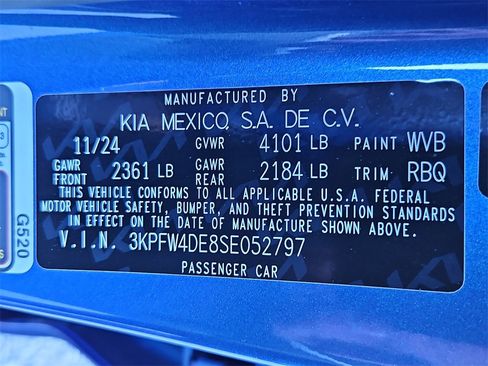 MANUFACTURED BY
KIA MEXICO, S.A. DE C.V.
11/24 GVWR 4101 LB PAINT WVB
GAWR FRONT 2361 LB GAWR REAR 2184 LB TRIM RBQ
THIS VEHICLE CONFORMS TO ALL APPLICABLE U.S.A. FEDERAL
MOTOR VEHICLE SAFETY, BUMPER, AND THEFT PREVENTION STANDARDS
IN EFFECT ON THE DATE OF MANUFACTURE SHOWN ABOVE.
V.I.N. 3KPFW4DE8SE052797
PASSENGER CAR
G520